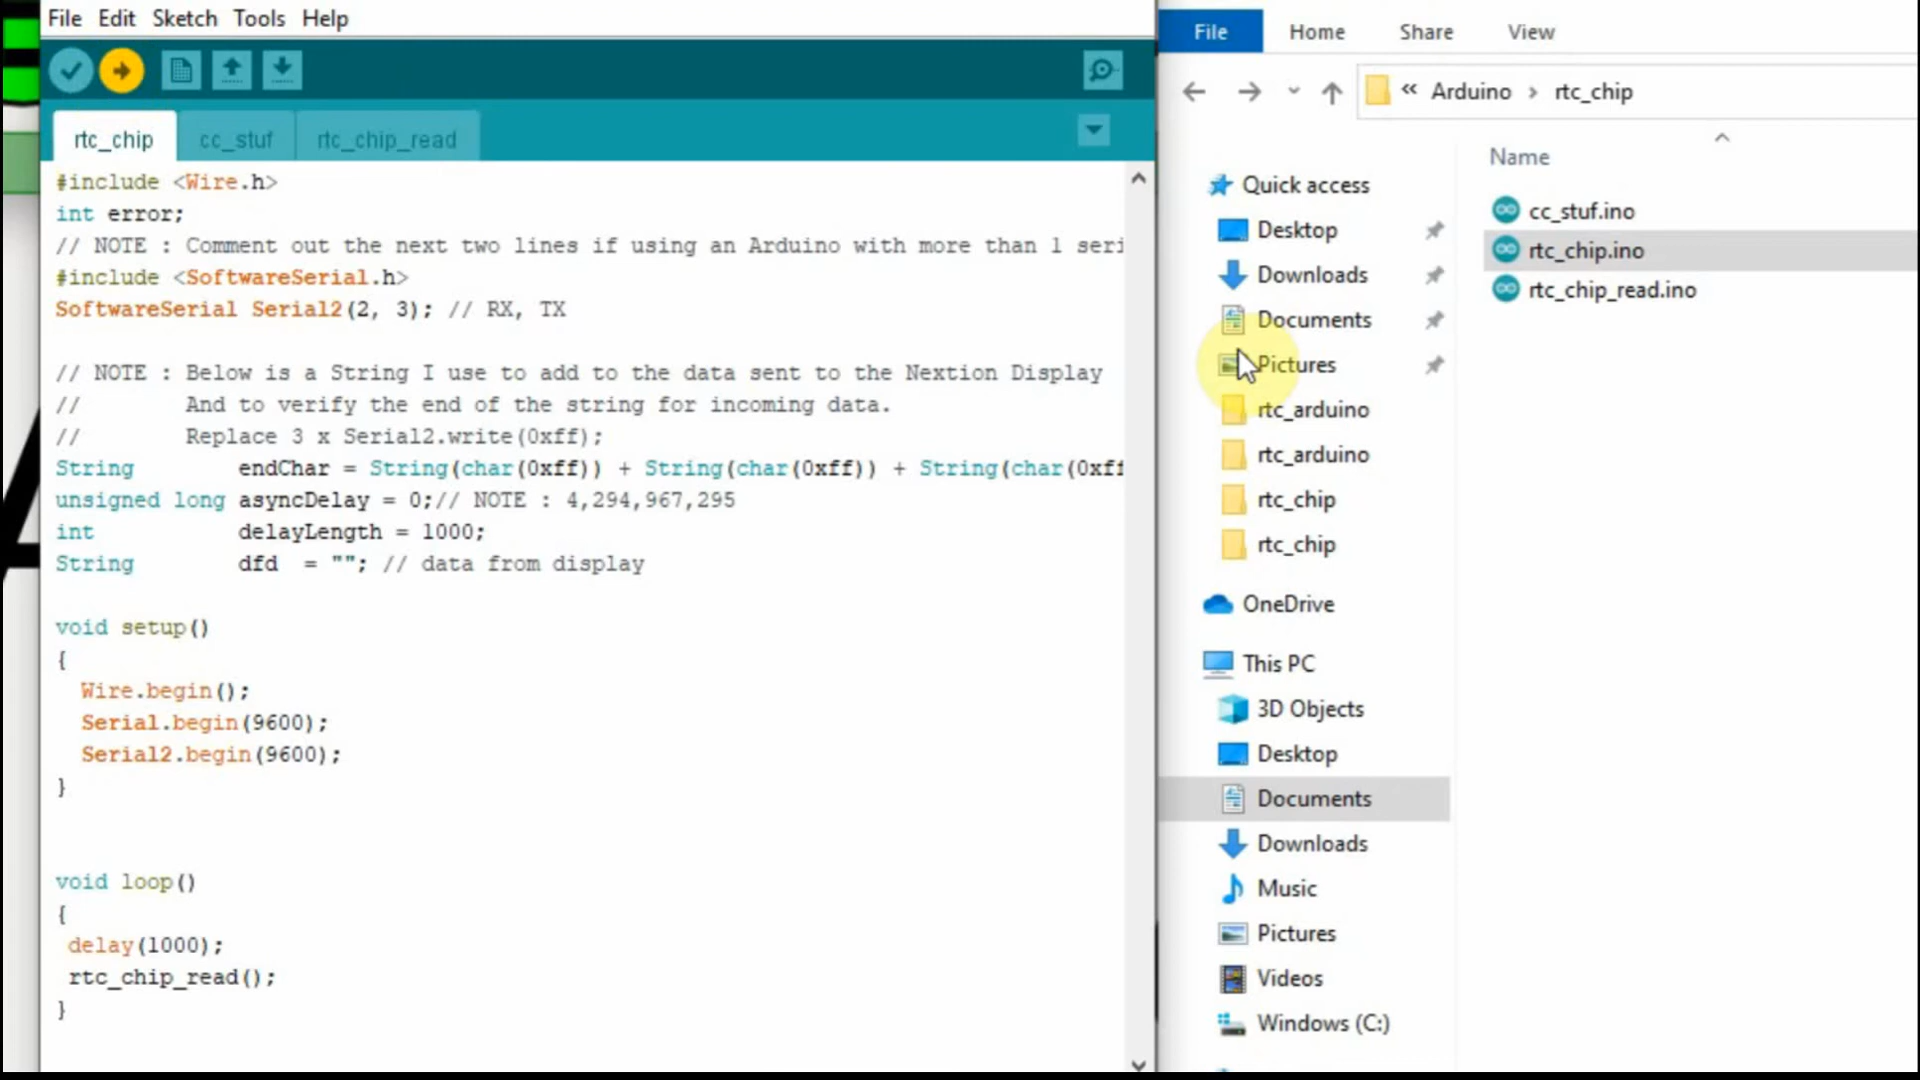 File Edit Sketch Tools Help
rtc_chip cc_stuf rtc_chip_read
#include <Wire.h>
int error;
// NOTE : Comment out the next two lines if using an Arduino with more than 1 seri
#include <SoftwareSerial.h>
SoftwareSerial Serial2(2, 3); // RX, TX
// NOTE : Below is a String I use to add to the data sent to the Nextion Display
// And to verify the end of the string for incoming data.
// Replace 3 x Serial2.write(0xff);
String endChar = String(char(0xff)) + String(char(0xff)) + String(char(0xff
unsigned long asyncDelay = 0;// NOTE : 4,294,967,295
int delayLength = 1000;
String dfd = ""; // data from display
void setup()
{
Wire.begin();
Serial.begin(9600);
Serial2.begin(9600);
}
void loop()
{
delay(1000);
rtc_chip_read();
}
File Home Share View
« Arduino › rtc_chip
Name
cc_stuf.ino
rtc_chip.ino
rtc_chip_read.ino
Quick access
Desktop
Downloads
Documents
Pictures
rtc_arduino
rtc_arduino
rtc_chip
rtc_chip
OneDrive
This PC
3D Objects
Desktop
Documents
Downloads
Music
Pictures
Videos
Windows (C:)